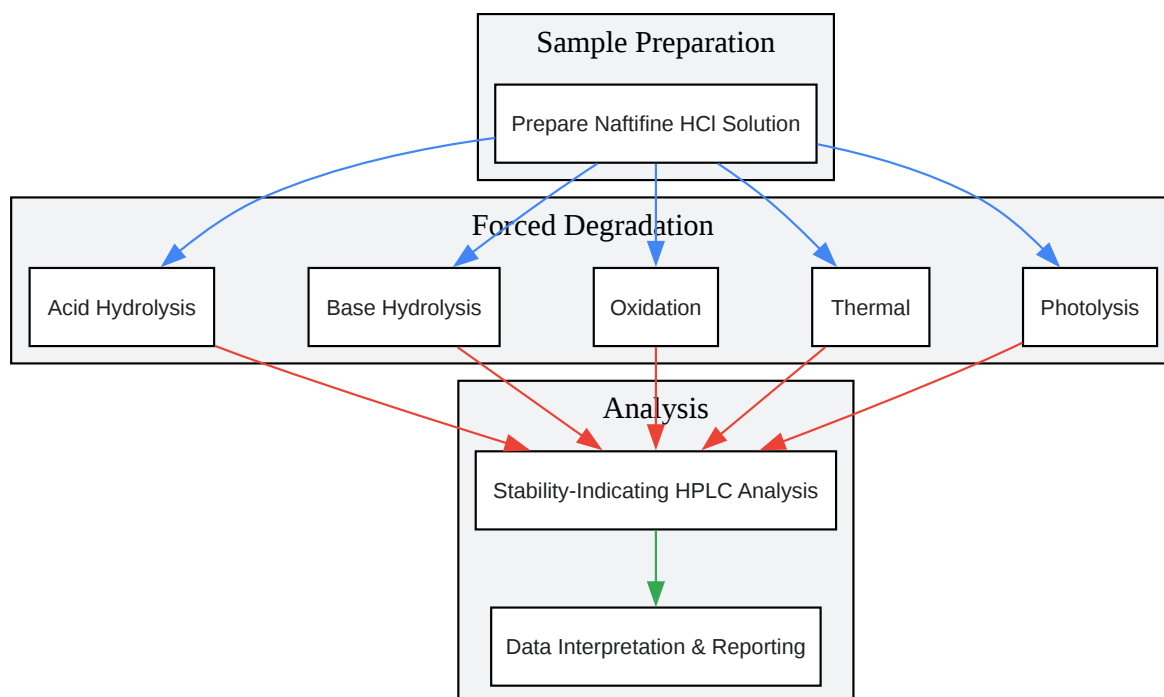 Sample Preparation
Prepare Naftifine HCl Solution
Forced Degradation
Acid Hydrolysis
Base Hydrolysis
Oxidation
Thermal
Photolysis
Analysis
Stability-Indicating HPLC Analysis
Data Interpretation & Reporting